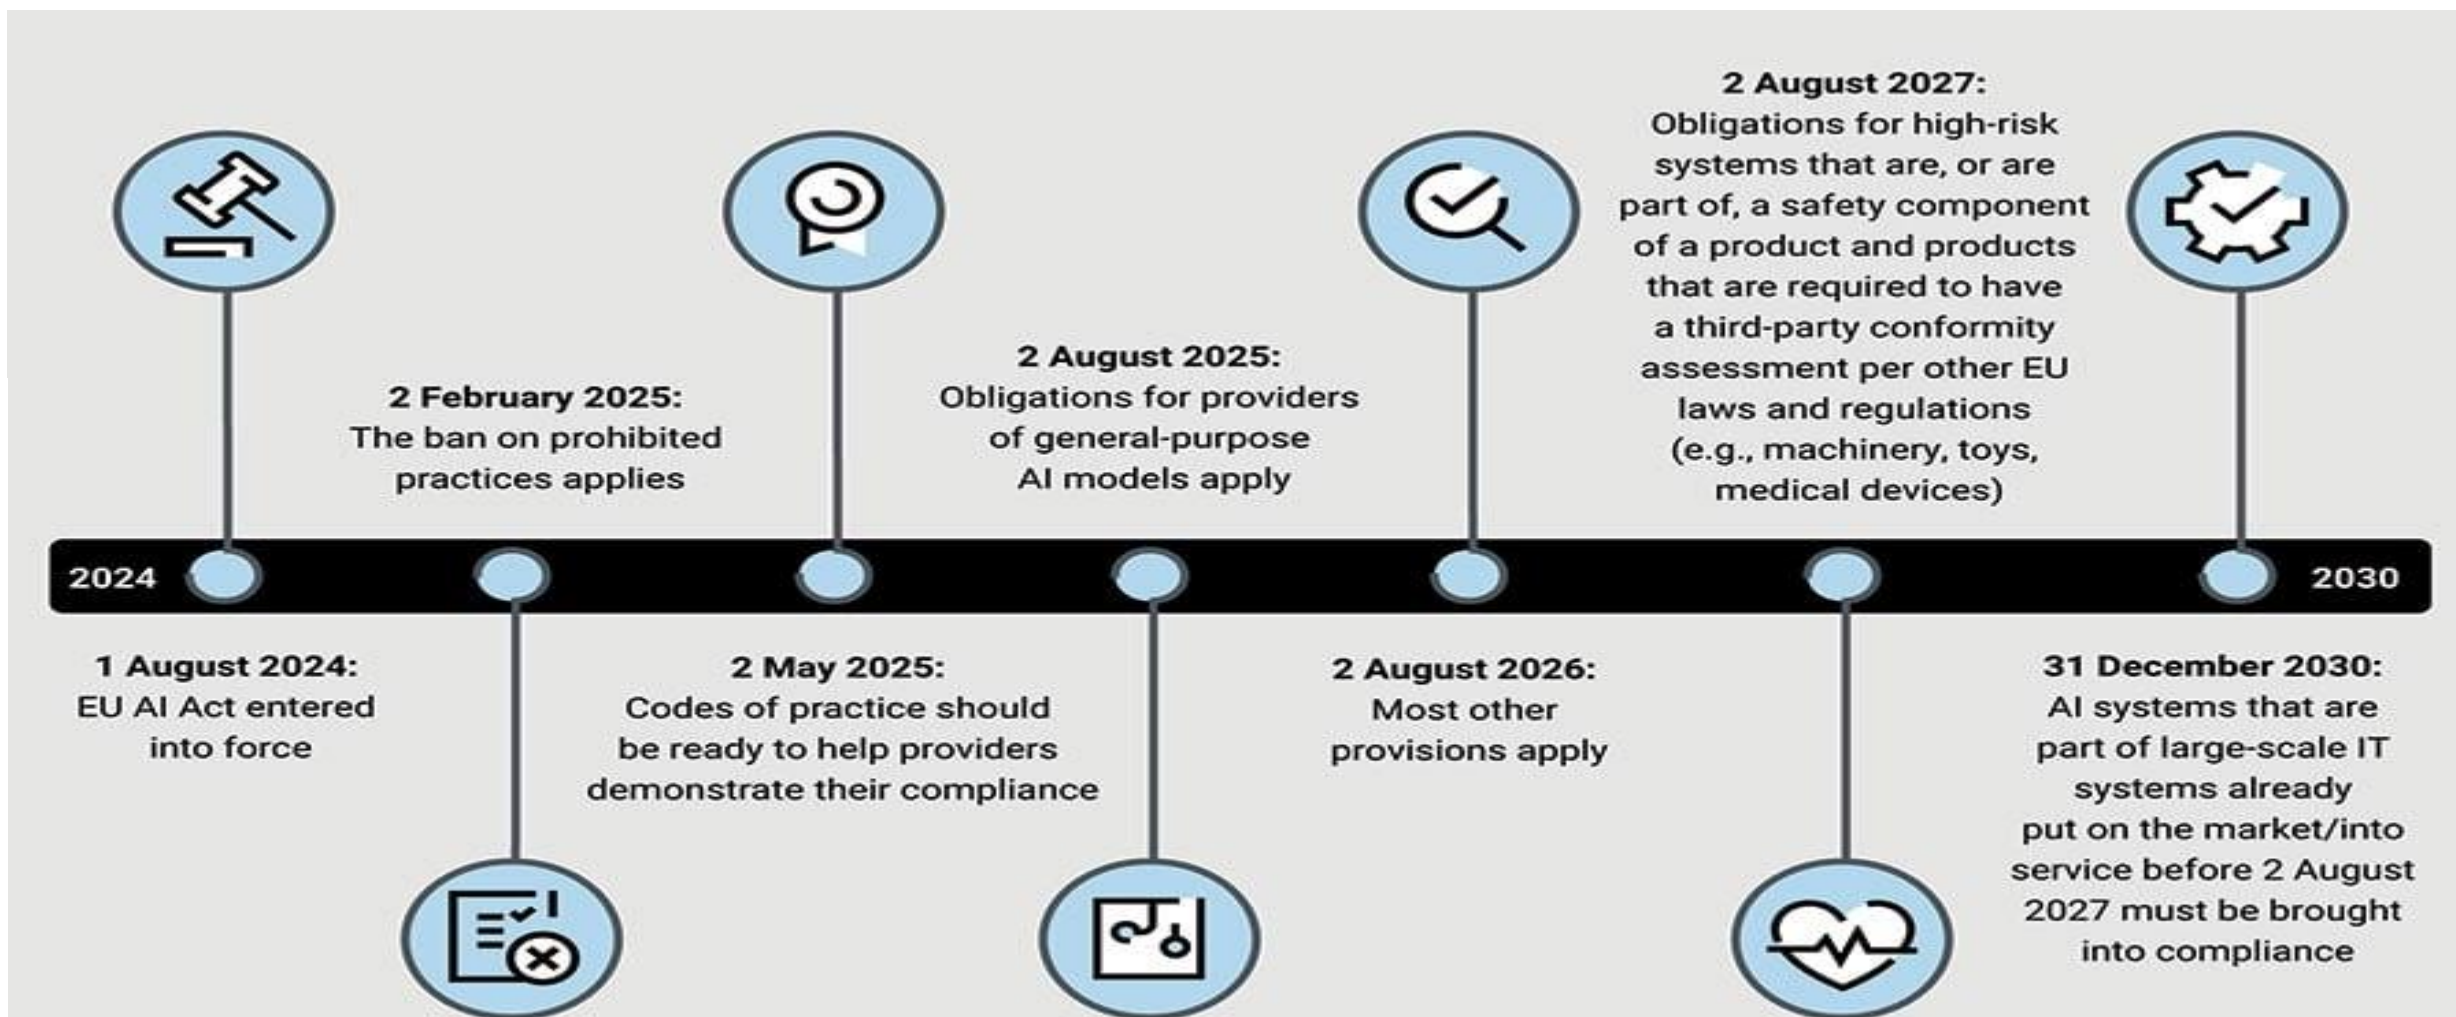 2024
1 August 2024:
EU AI Act entered
into force
2 February 2025:
The ban on prohibited
practices applies
2 May 2025:
Codes of practice should
be ready to help providers
demonstrate their compliance
2 August 2025:
Obligations for providers
of general-purpose
AI models apply
2 August 2026:
Most other
provisions apply
2 August 2027:
Obligations for high-risk
systems that are, or are
part of, a safety component
of a product and products
that are required to have
a third-party conformity
assessment per other EU
laws and regulations
(e.g., machinery, toys,
medical devices)
31 December 2030:
AI systems that are
part of large-scale IT
systems already
put on the market/into
service before 2 August
2027 must be brought
into compliance
2030